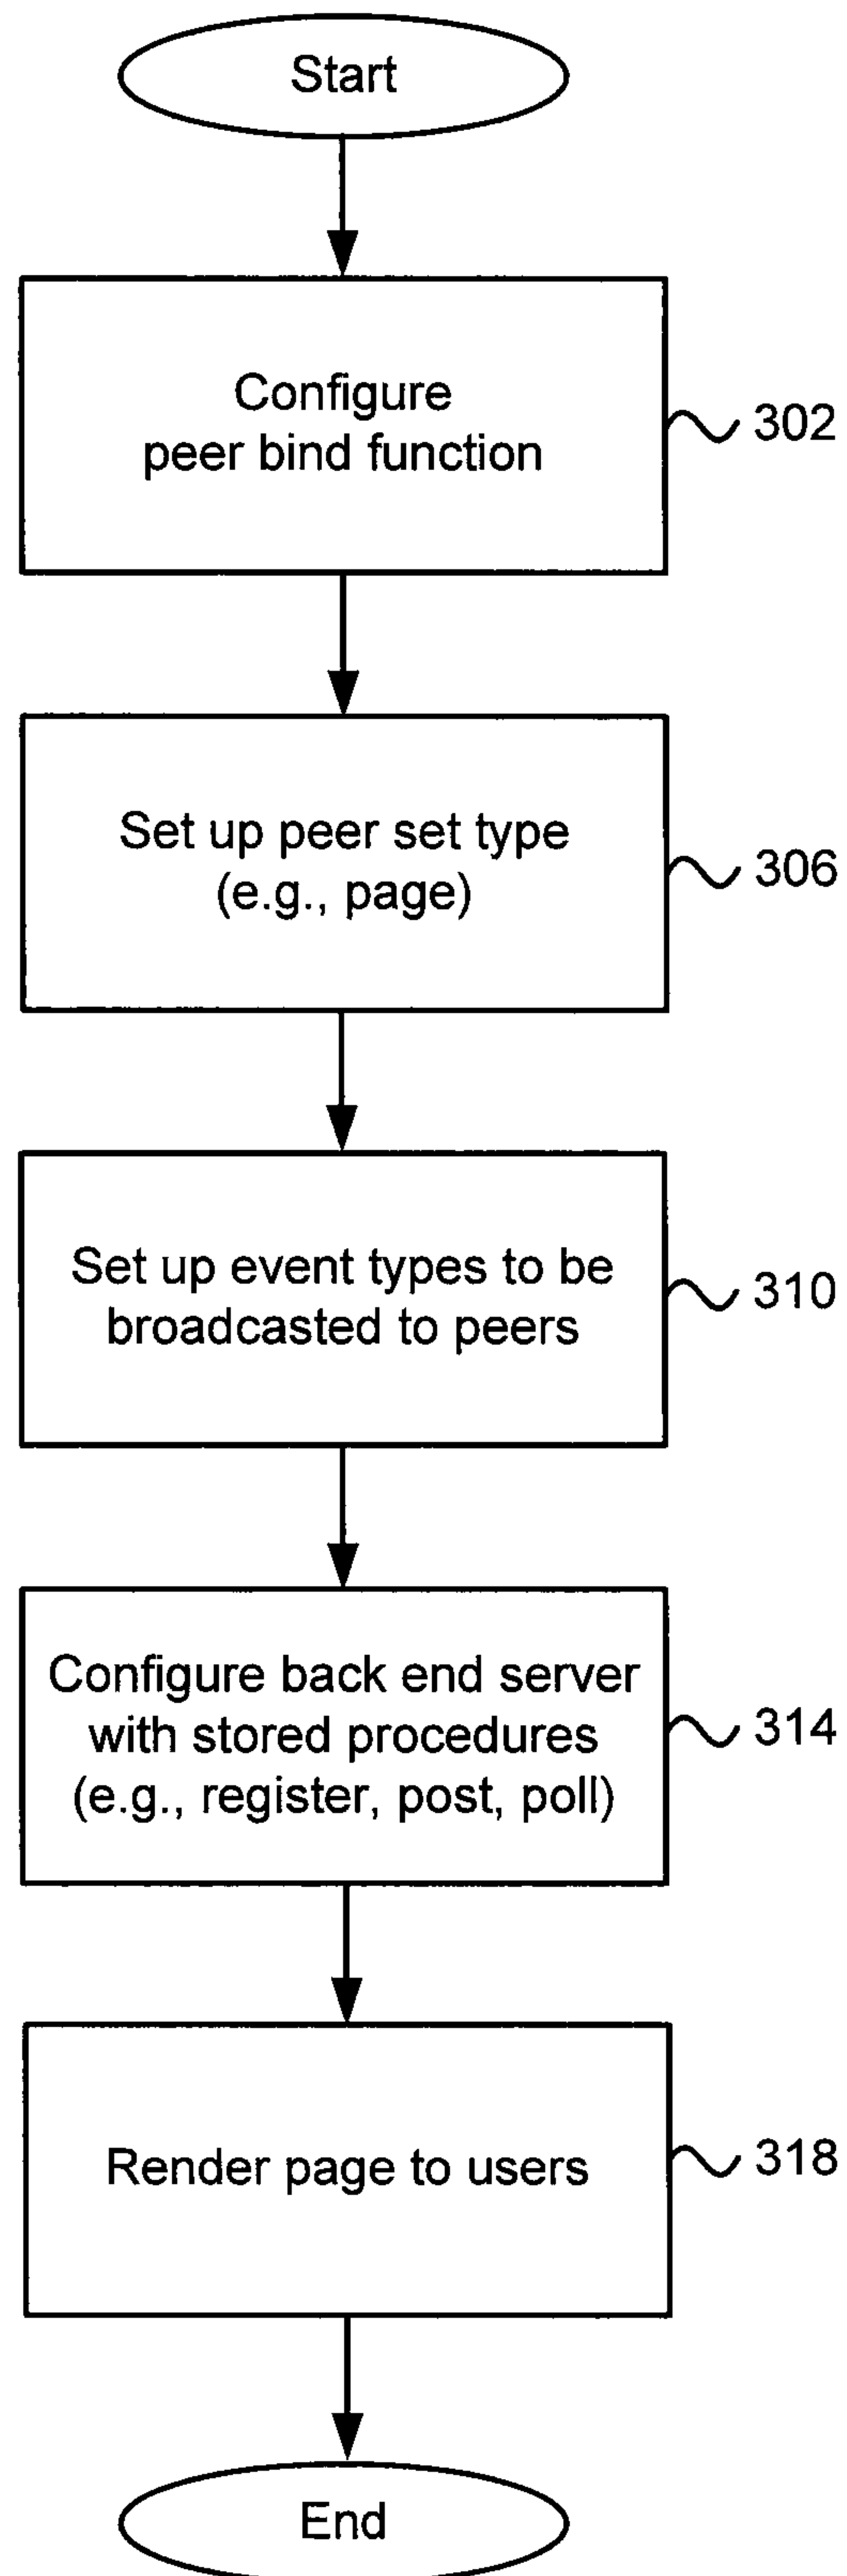 Start
Configure
peer bind function
302
Set up peer set type
(e.g., page)
306
Set up event types to be
broadcasted to peers
310
Configure back end server
with stored procedures
(e.g., register, post, poll)
314
Render page to users
318
End